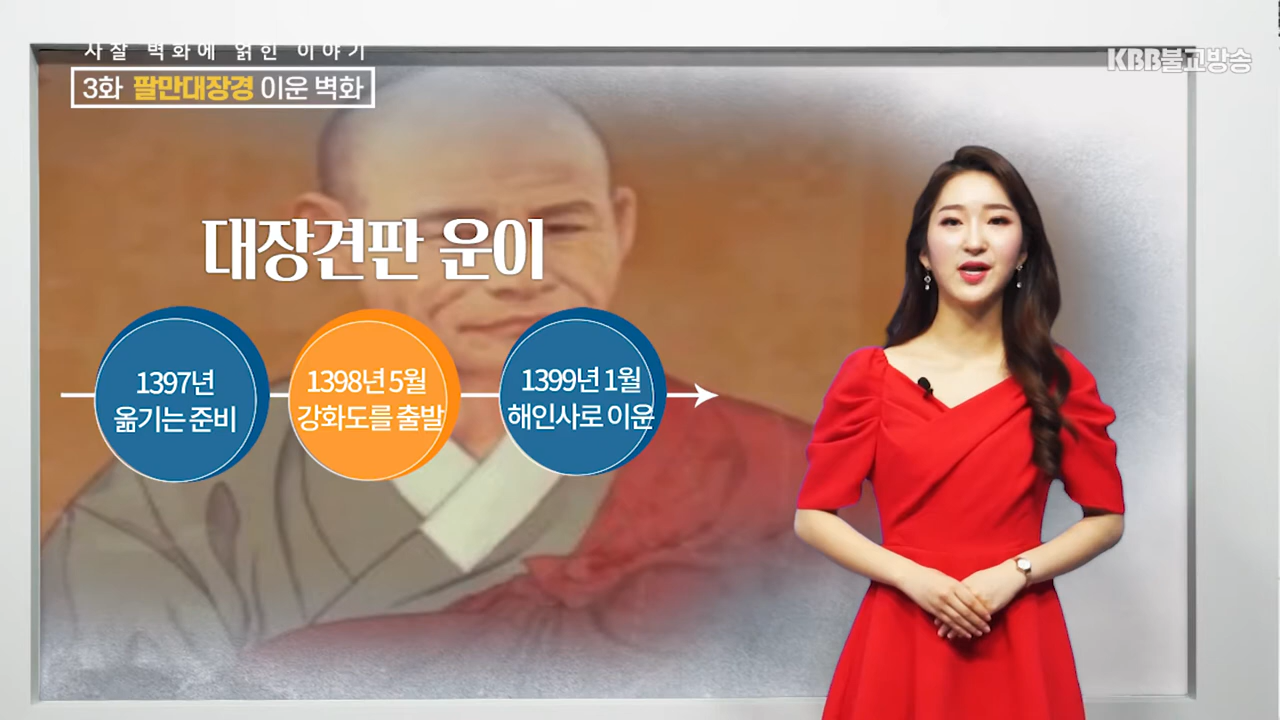 사찰 벽화에 얽힌 이야기
KBB불교방송
3화 팔만대장경 이운 벽화
대장견판 운이
1397년
옮기는 준비
1398년 5월
강화도를 출발
1399년 1월
해인사로 이운